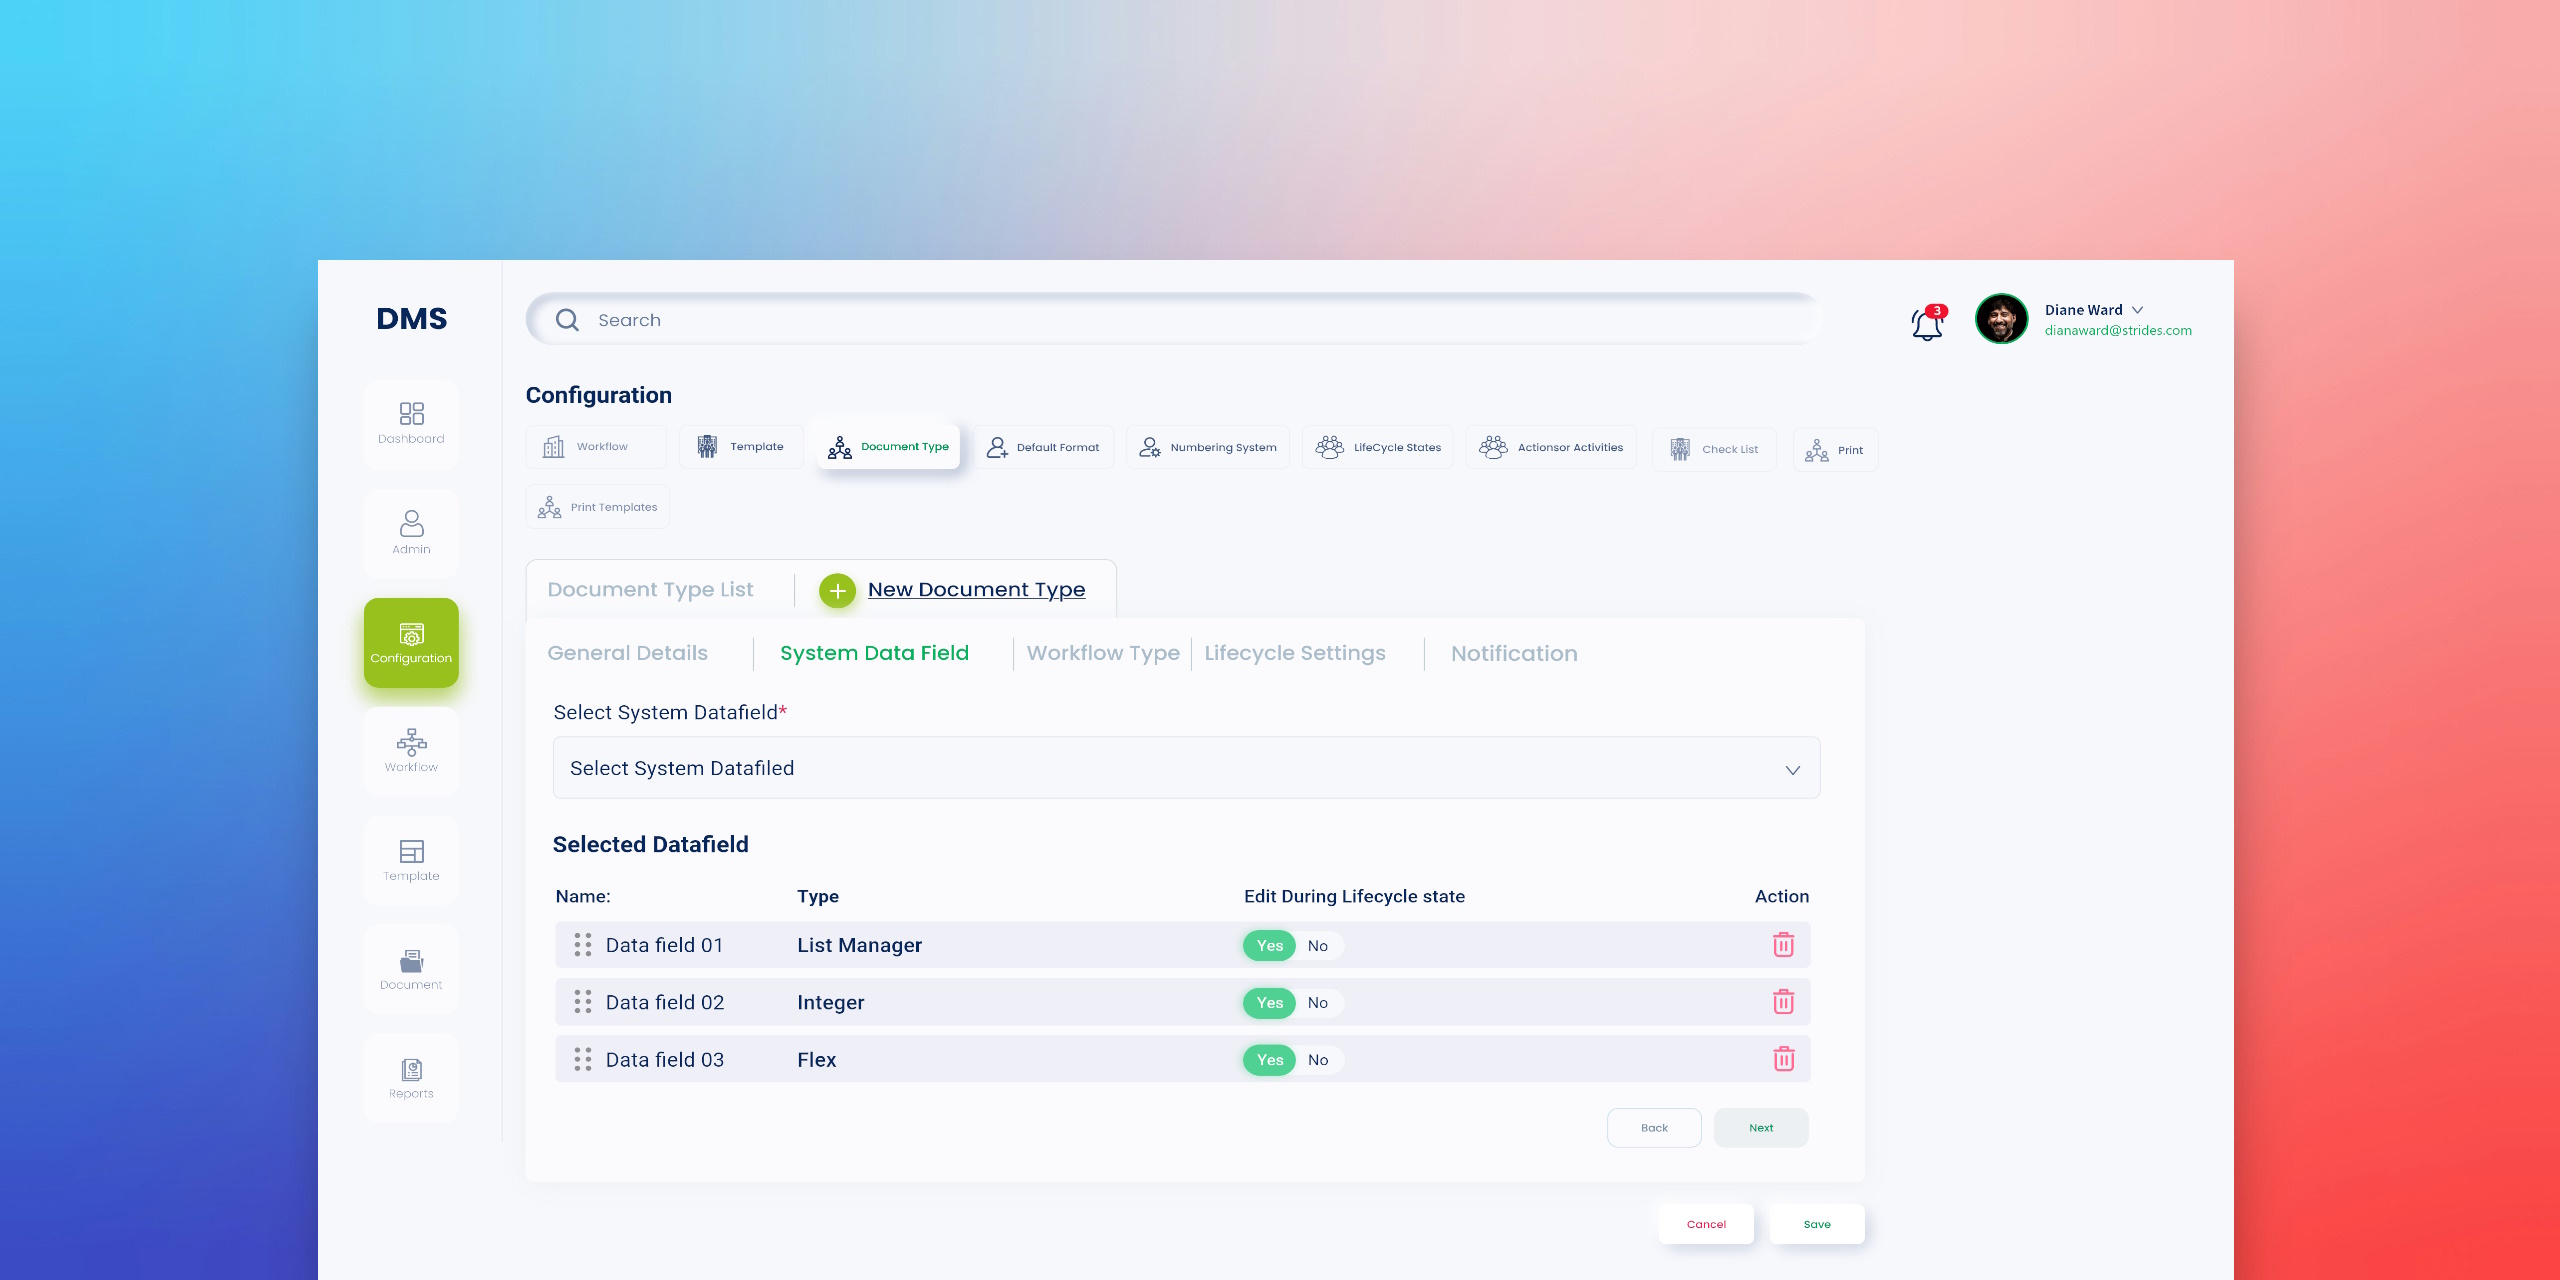 DMS
Search
3
Diane Ward
dianaward@strides.com
Dashboard
Admin
Configuration
Workflow
Template
Document
Reports
Configuration
Workflow
Template
Document Type
Default Format
Numbering System
LifeCycle States
Actionsor Activities
Check List
Print
Print Templates
Document Type List
New Document Type
General Details
System Data Field
Workflow Type
Lifecycle Settings
Notification
Select System Datafield*
Select System Datafiled
Selected Datafield
Name: Type Edit During Lifecycle state Action
Data field 01 List Manager Yes No
Data field 02 Integer Yes No
Data field 03 Flex Yes No
Back
Next
Cancel
Save